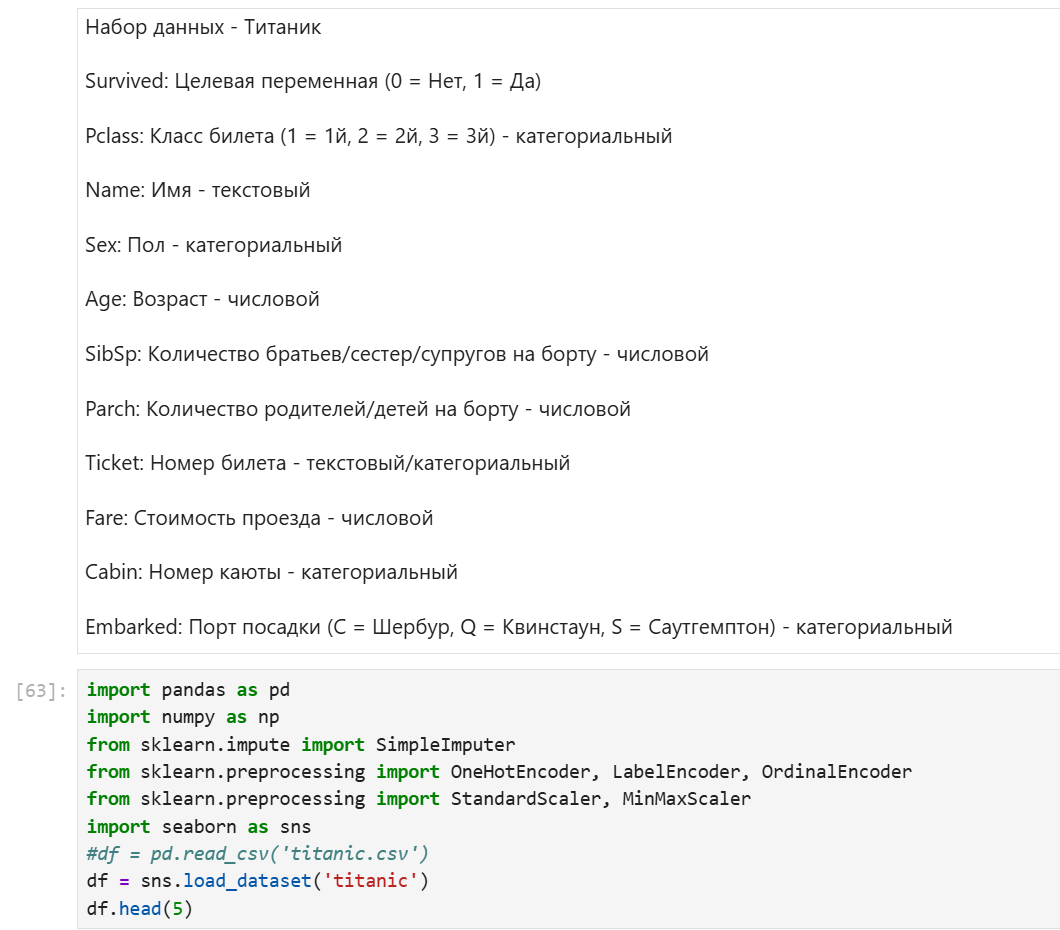 Набор данных - Титаник
Survived: Целевая переменная (0 = Нет, 1 = Да)
Pclass: Класс билета (1 = 1й, 2 = 2й, 3 = 3й) - категориальный
Name: Имя - текстовый
Sex: Пол - категориальный
Age: Возраст - числовой
SibSp: Количество братьев/сестер/супругов на борту - числовой
Parch: Количество родителей/детей на борту - числовой
Ticket: Номер билета - текстовый/категориальный
Fare: Стоимость проезда - числовой
Cabin: Номер каюты - категориальный
Embarked: Порт посадки (C = Шербур, Q = Квинстаун, S = Саутгемптон) - категориальный
[63]:
import pandas as pd
import numpy as np
from sklearn.impute import SimpleImputer
from sklearn.preprocessing import OneHotEncoder, LabelEncoder, OrdinalEncoder
from sklearn.preprocessing import StandardScaler, MinMaxScaler
import seaborn as sns
#df = pd.read_csv('titanic.csv')
df = sns.load_dataset('titanic')
df.head(5)